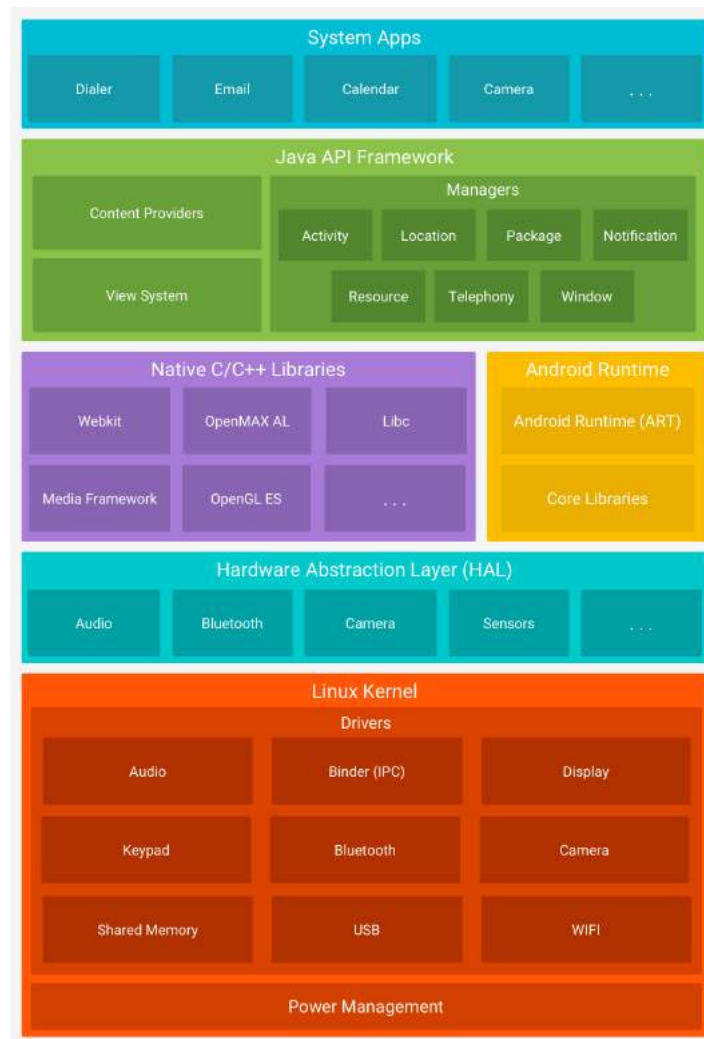 System Apps
Dialer Email Calendar Camera . . .
Java API Framework
Content Providers
View System
Managers
Activity Location Package Notification
Resource Telephony Window
Native C/C++ Libraries
Webkit OpenMAX AL Libc
Media Framework OpenGL ES . . .
Android Runtime
Android Runtime (ART)
Core Libraries
Hardware Abstraction Layer (HAL)
Audio Bluetooth Camera Sensors . . .
Linux Kernel
Drivers
Audio Binder (IPC) Display
Keypad Bluetooth Camera
Shared Memory USB WIFI
Power Management